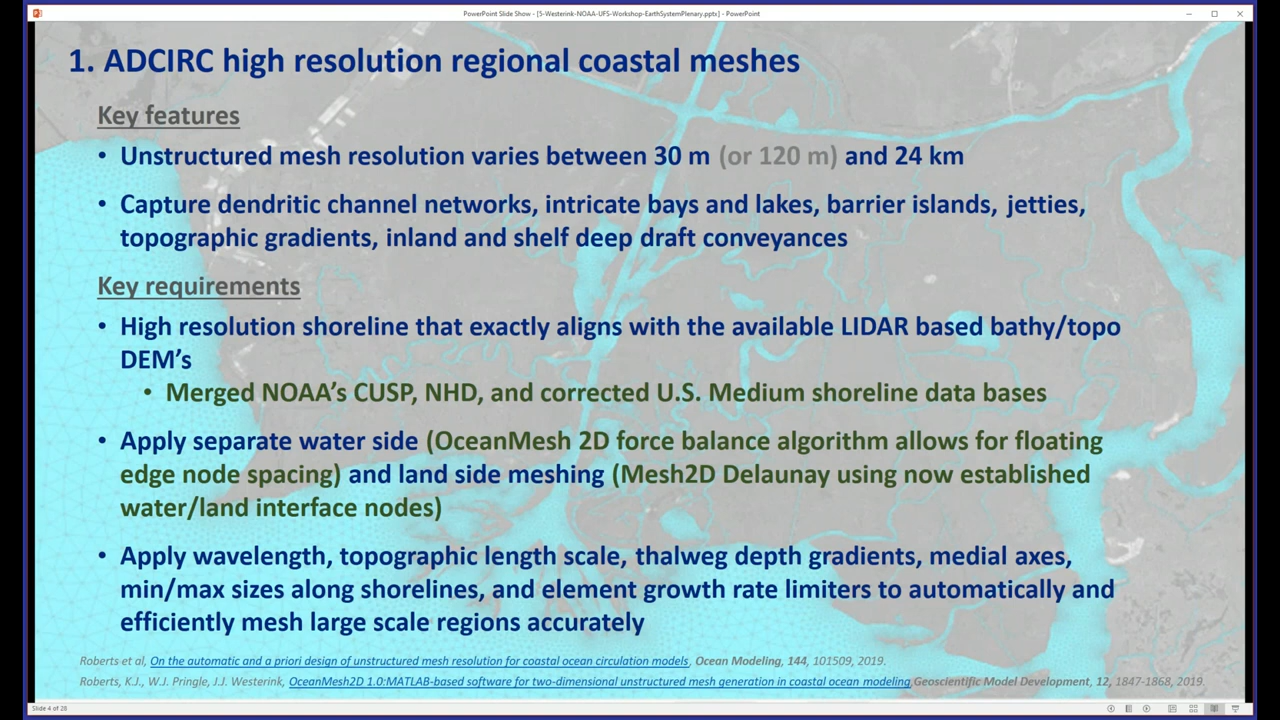 PowerPoint Slide Show - [5-Westerink-NOAA-UFS-Workshop-EarthSystemPlenary.pptx] - PowerPoint
1. ADCIRC high resolution regional coastal meshes
Key features
• Unstructured mesh resolution varies between 30 m (or 120 m) and 24 km
• Capture dendritic channel networks, intricate bays and lakes, barrier islands, jetties,
topographic gradients, inland and shelf deep draft conveyances
Key requirements
• High resolution shoreline that exactly aligns with the available LIDAR based bathy/topo
DEM's
• Merged NOAA's CUSP, NHD, and corrected U.S. Medium shoreline data bases
• Apply separate water side (OceanMesh 2D force balance algorithm allows for floating
edge node spacing) and land side meshing (Mesh2D Delaunay using now established
water/land interface nodes)
• Apply wavelength, topographic length scale, thalweg depth gradients, medial axes,
min/max sizes along shorelines, and element growth rate limiters to automatically and
efficiently mesh large scale regions accurately
Roberts et al, On the automatic and a priori design of unstructured mesh resolution for coastal ocean circulation models, Ocean Modeling, 144, 101509, 2019.
Roberts, K.J., W.J. Pringle, J.J. Westerink, OceanMesh2D 1.0:MATLAB-based software for two-dimensional unstructured mesh generation in coastal ocean modeling,Geoscientific Model Development, 12, 1847-1868, 2019.
Slide 4 of 28